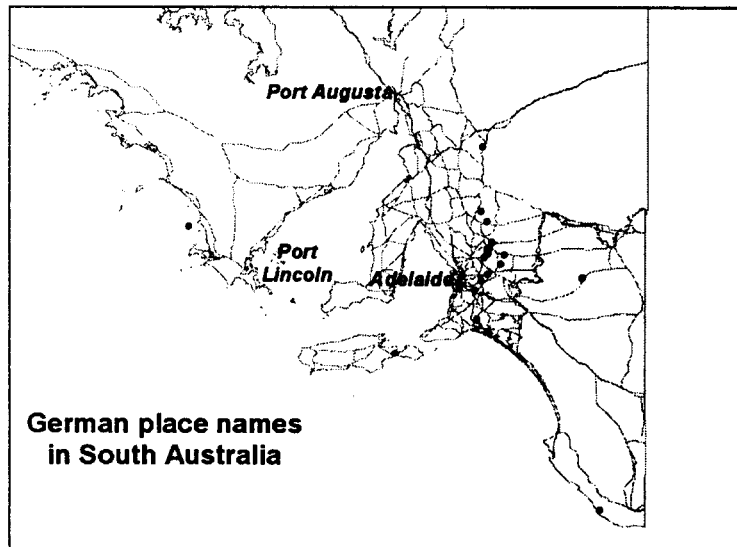 Port Augusta
Port
Lincoln
Adelaide
German place names
in South Australia